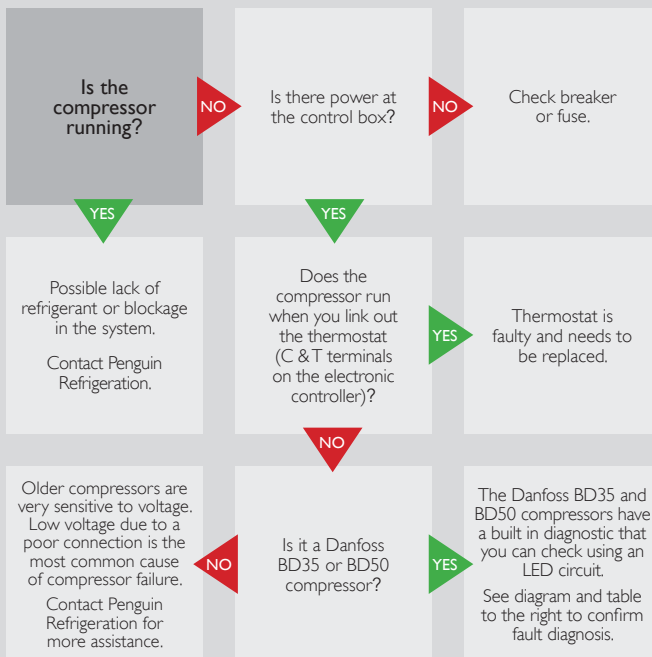 Is the
compressor
running?
NO
Is there power at
the control box?
NO
Check breaker
or fuse.
YES
YES
Possible lack of
refrigerant or blockage
in the system.
Contact Penguin
Refrigeration.
Does the
compressor run
when you link out
the thermostat
(C & T terminals
on the electronic
controller)?
YES
Thermostat is
faulty and needs to
be replaced.
NO
Older compressors are
very sensitive to voltage.
Low voltage due to a
poor connection is the
most common cause
of compressor failure.
Contact Penguin
Refrigeration for
more assistance.
NO
Is it a Danfoss
BD35 or BD50
compressor?
YES
The Danfoss BD35 and
BD50 compressors have
a built in diagnostic that
you can check using an
LED circuit.
See diagram and table
to the right to confirm
fault diagnosis.